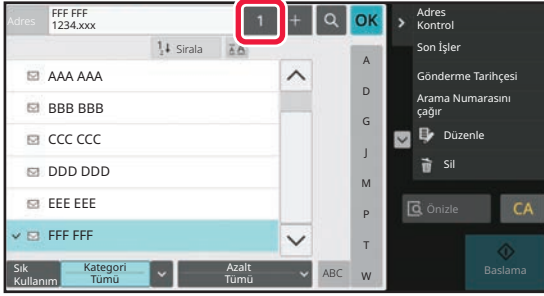 Adres
FFF FFF
1234.xxx
1
+
OK
Sırala
AAA AAA
BBB BBB
CCC CCC
DDD DDD
EEE EEE
FFF FFF
A
D
G
J
M
P
T
W
Sık
Kullanım
Kategori
Tümü
Azalt
Tümü
ABC
Adres
Kontrol
Son İşler
Gönderme Tarihçesi
Arama Numarasını
çağır
Düzenle
Sil
Önizle
CA
Baslama